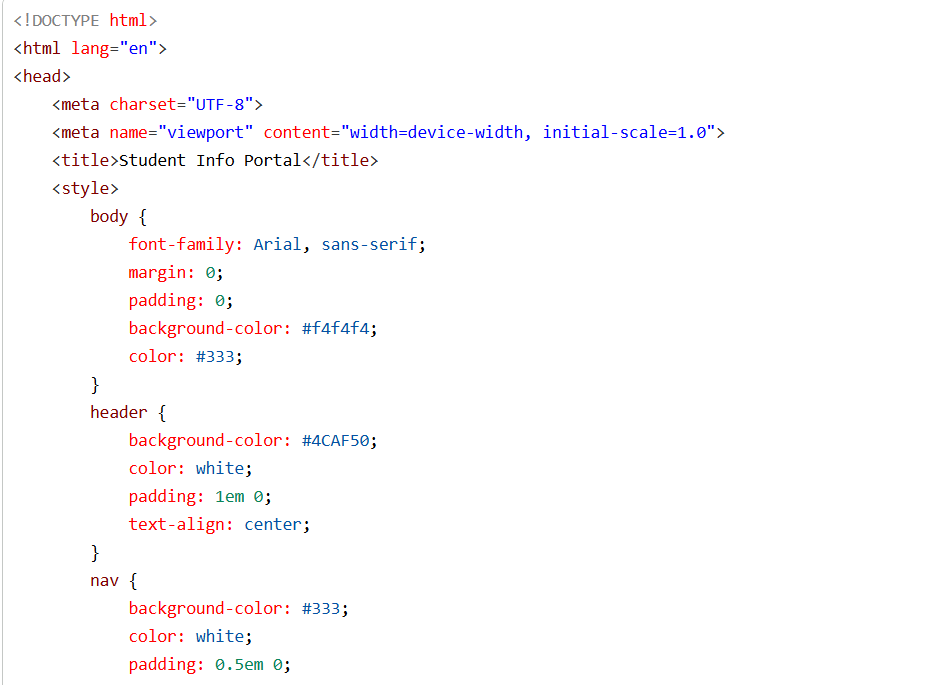 <!DOCTYPE html>
<html lang="en">
<head>
    <meta charset="UTF-8">
    <meta name="viewport" content="width=device-width, initial-scale=1.0">
    <title>Student Info Portal</title>
    <style>
        body {
            font-family: Arial, sans-serif;
            margin: 0;
            padding: 0;
            background-color: #f4f4f4;
            color: #333;
        }
        header {
            background-color: #4CAF50;
            color: white;
            padding: 1em 0;
            text-align: center;
        }
        nav {
            background-color: #333;
            color: white;
            padding: 0.5em 0;